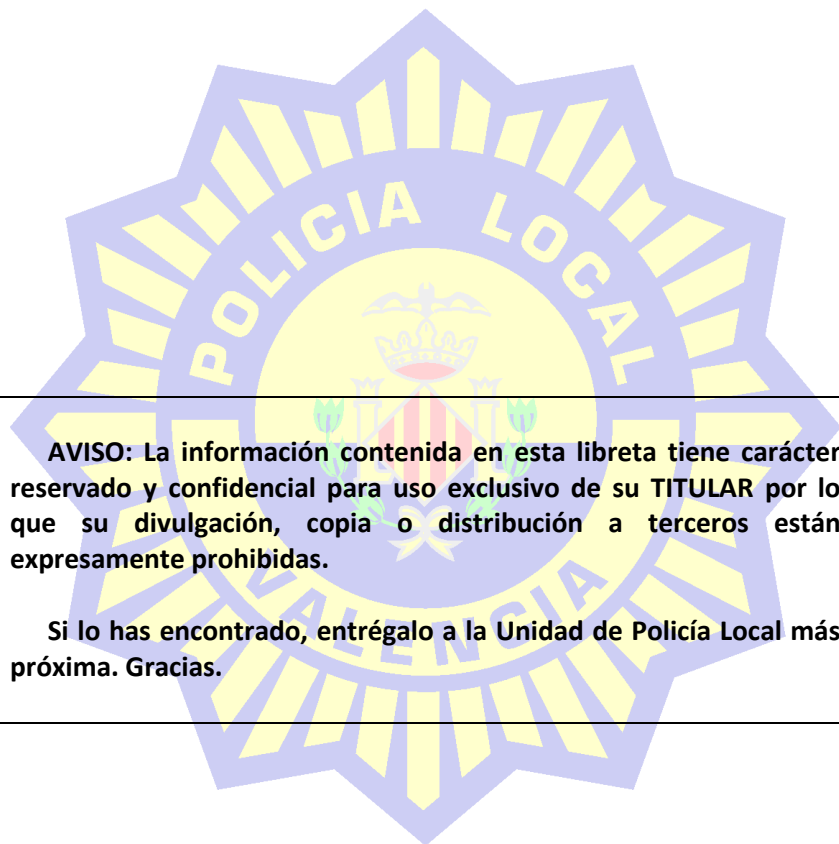 POLICIA LOCAL
AVISO: La información contenida en esta libreta tiene carácter
reservado y confidencial para uso exclusivo de su TITULAR por lo
que su divulgación, copia o distribución a terceros están
expresamente prohibidas.
Si lo has encontrado, entrégalo a la Unidad de Policía Local más
próxima. Gracias.
VALENCIA